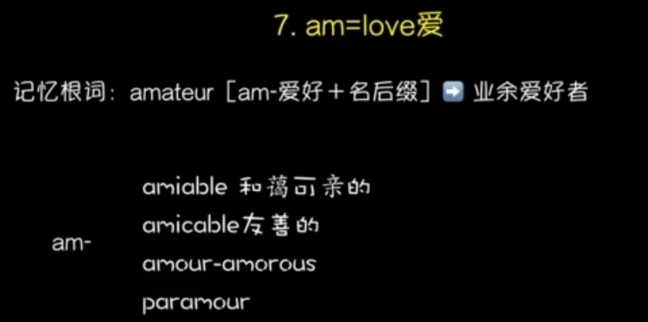 7. am=love爱
记忆根词：amateur［am-爱好＋名后缀］➡ 业余爱好者
amiable 和蔼可亲的
amicable友善的
am-
amour-amorous
paramour